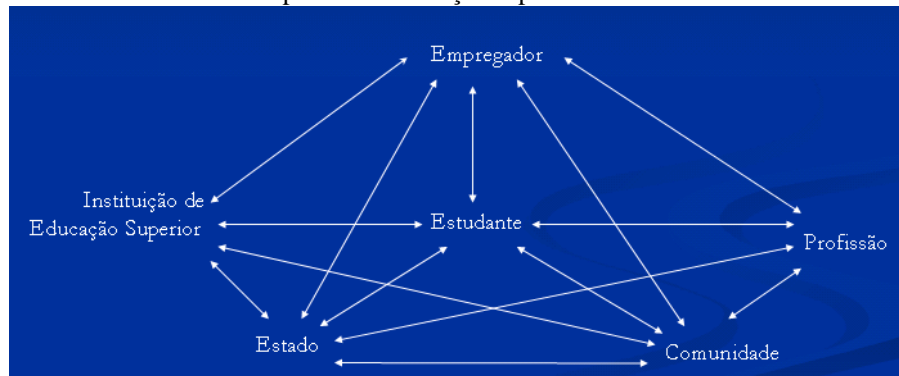 Empregador
Instituição de
Educação Superior
Estudante
Profissão
Estado
Comunidade